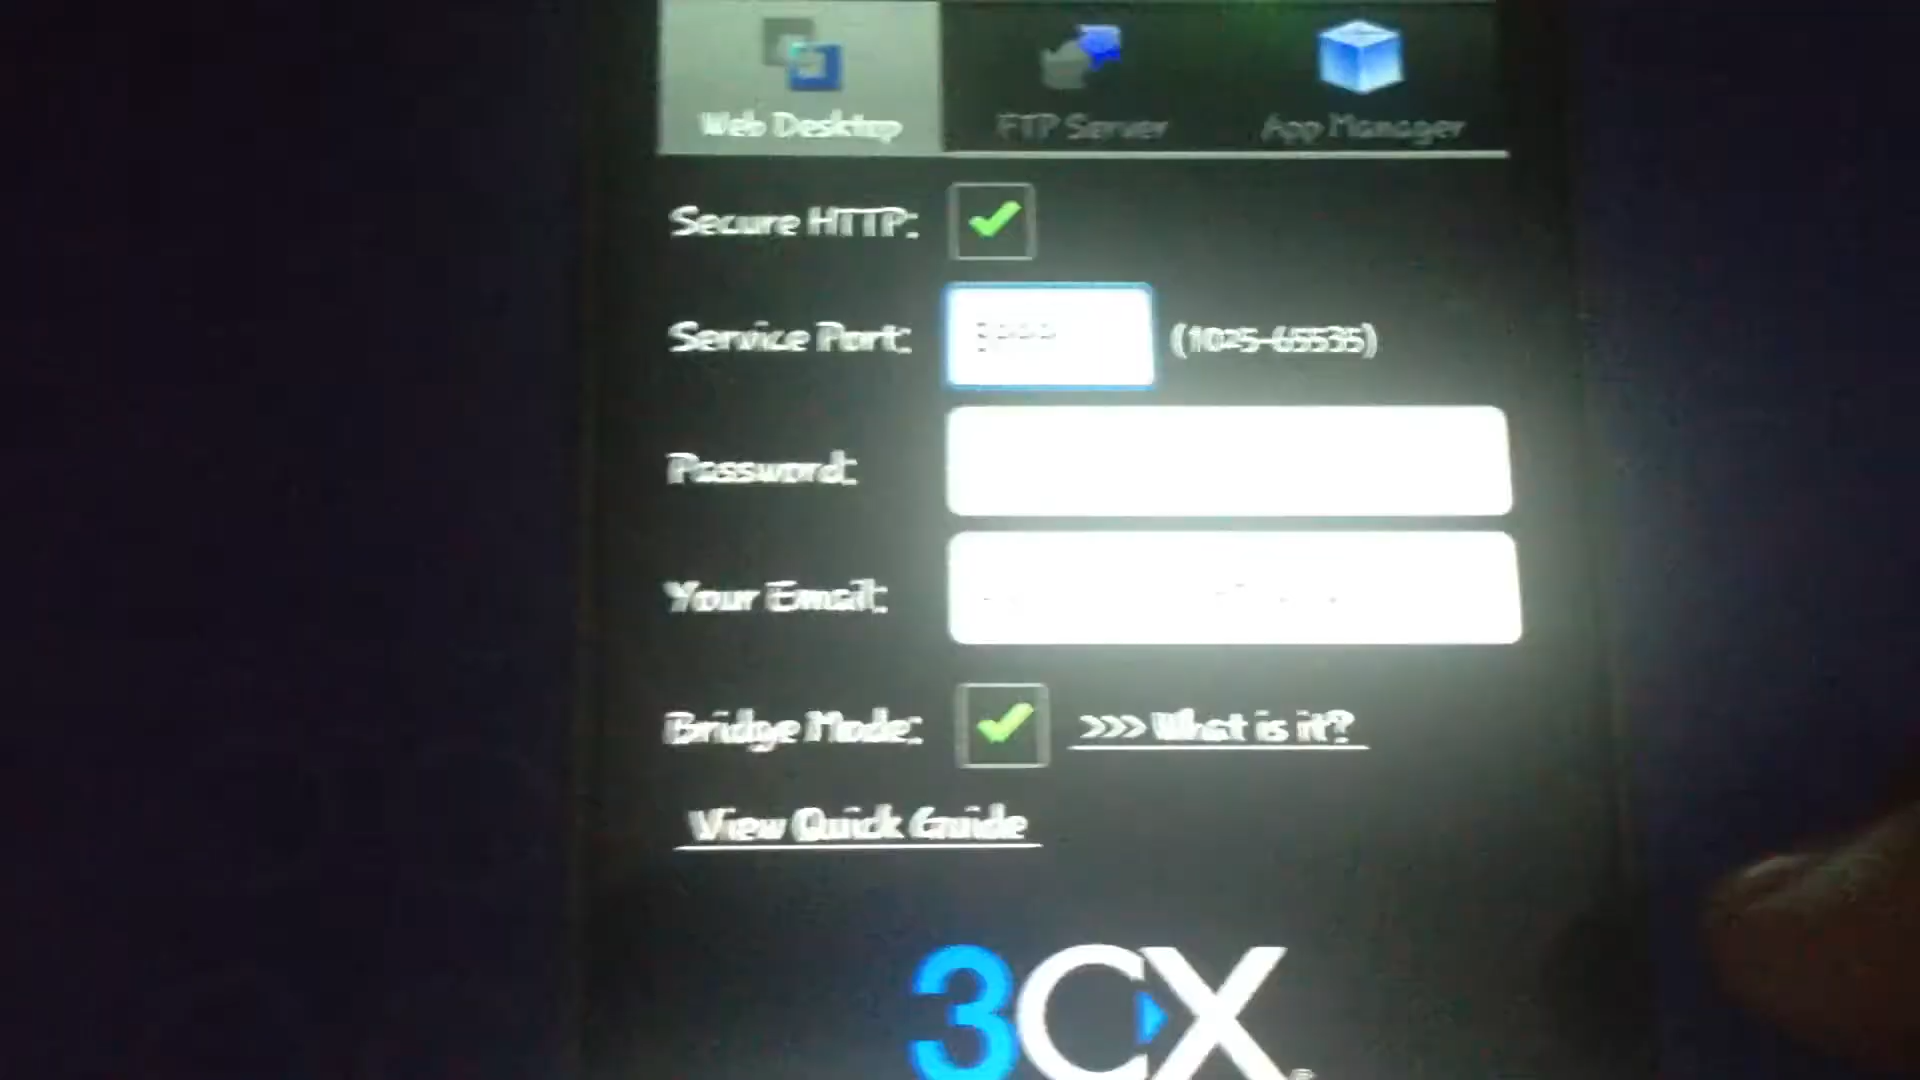 Web Desktop FTP Server App Manager
Secure HTTP:
Service Port: (1025-65535)
Password:
Your Email:
Bridge Mode: >>> What is it?
View Quick Guide
3CX